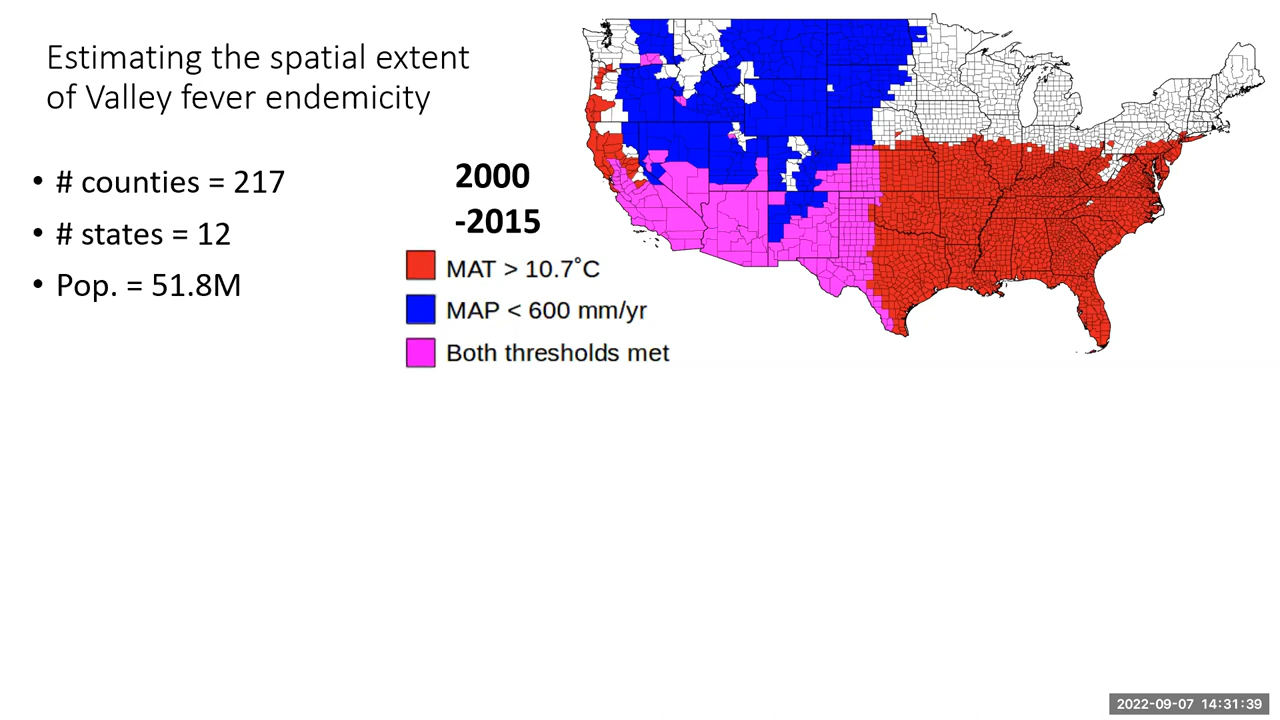 Estimating the spatial extent
of Valley fever endemicity
• # counties = 217
• # states = 12
• Pop. = 51.8M
2000
-2015
MAT > 10.7˚C
MAP < 600 mm/yr
Both thresholds met
2022-09-07 14:31:39